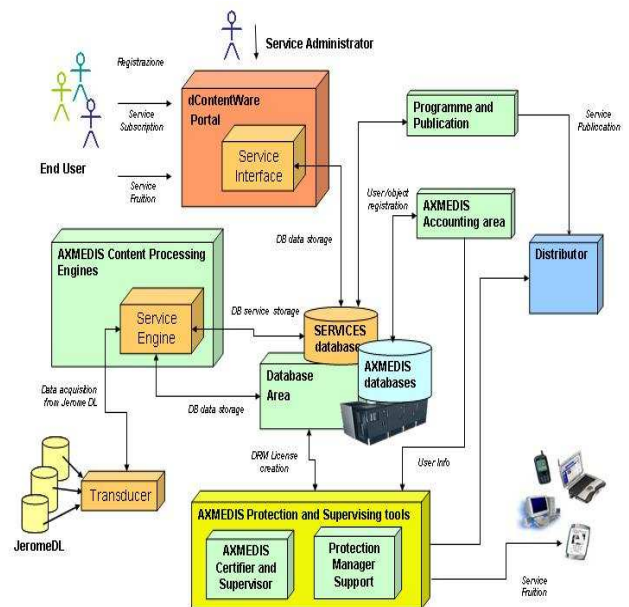 Service Administrator
Registrazione
dContentWare
Portal
Service
Subscription
Service
Interface
End User
Service
Fruition
Programme and
Publication
Service
Publiccation
User/object
registration
AXMEDIS
Accounting area
DB data storage
Distributor
AXMEDIS Content Processing
Engines
Service
Engine
DB service storage
SERVICES
database
AXMEDIS
databases
Database
Area
DB data storage
Data acquisition
from Jerome DL
DRM License
creation
User Info
Transducer
JeromeDL
AXMEDIS Protection and Supervising tools
AXMEDIS
Certifier and
Supervisor
Protection
Manager
Support
Service
Fruition